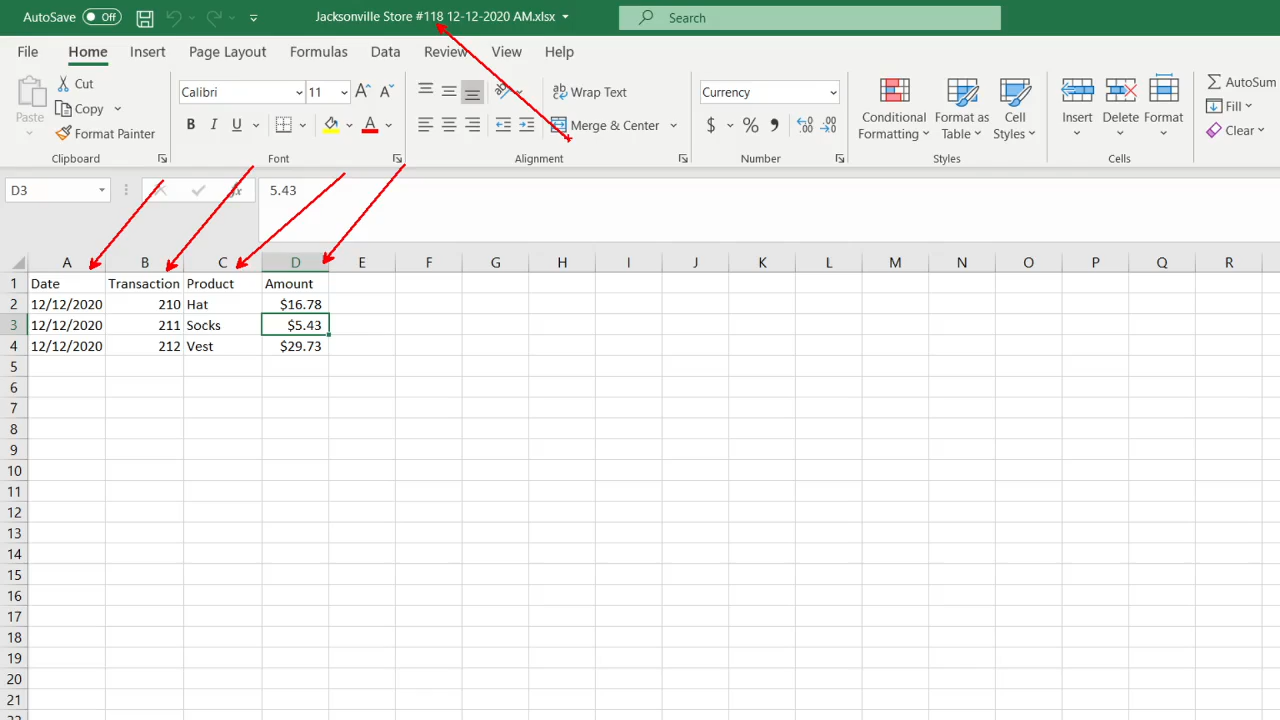 AutoSave Off Jacksonville Store #118 12-12-2020 AM.xlsx Search
File Home Insert Page Layout Formulas Data Review View Help
Paste
Cut
Copy
Format Painter
Clipboard
Calibri 11 A A
B I U A
Font
ab Wrap Text
Merge & Center
Alignment
Currency
$ % 9 .00 .00
Number
Conditional Formatting
Format as Table
Cell Styles
Styles
Insert Delete Format
Cells
AutoSum
Fill
Clear
D3 fx 5.43
A B C D E F G H I J K L M N O P Q R
1 Date Transaction Product Amount
2 12/12/2020 210 Hat $16.78
3 12/12/2020 211 Socks $5.43
4 12/12/2020 212 Vest $29.73
5
6
7
8
9
10
11
12
13
14
15
16
17
18
19
20
21